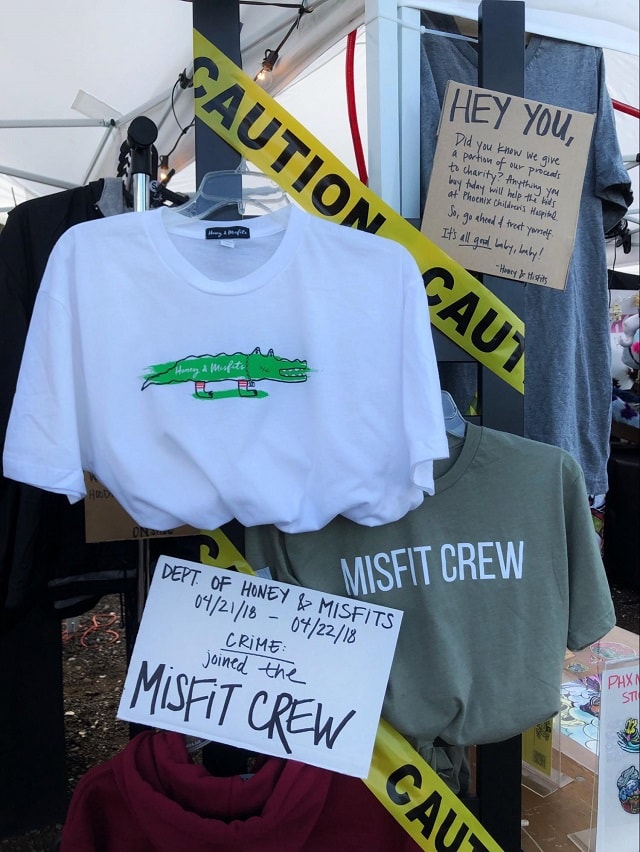 CAUTION
CAUT
HEY YOU,
Did you know we give
a portion of our proceeds
to charity? Anything you
buy today will help the kids
at Phoenix Children's Hospital.
So, go ahead & treat yourself.
It's all good baby, baby!
- Honey & Misfits
Honey & Misfits
Honey & Misfits
MISFIT CREW
DEPT. OF HONEY & MISFITS
04/21/18 - 04/22/18
CRIME:
joined the
MISFIT CREW
CAUT
PHX